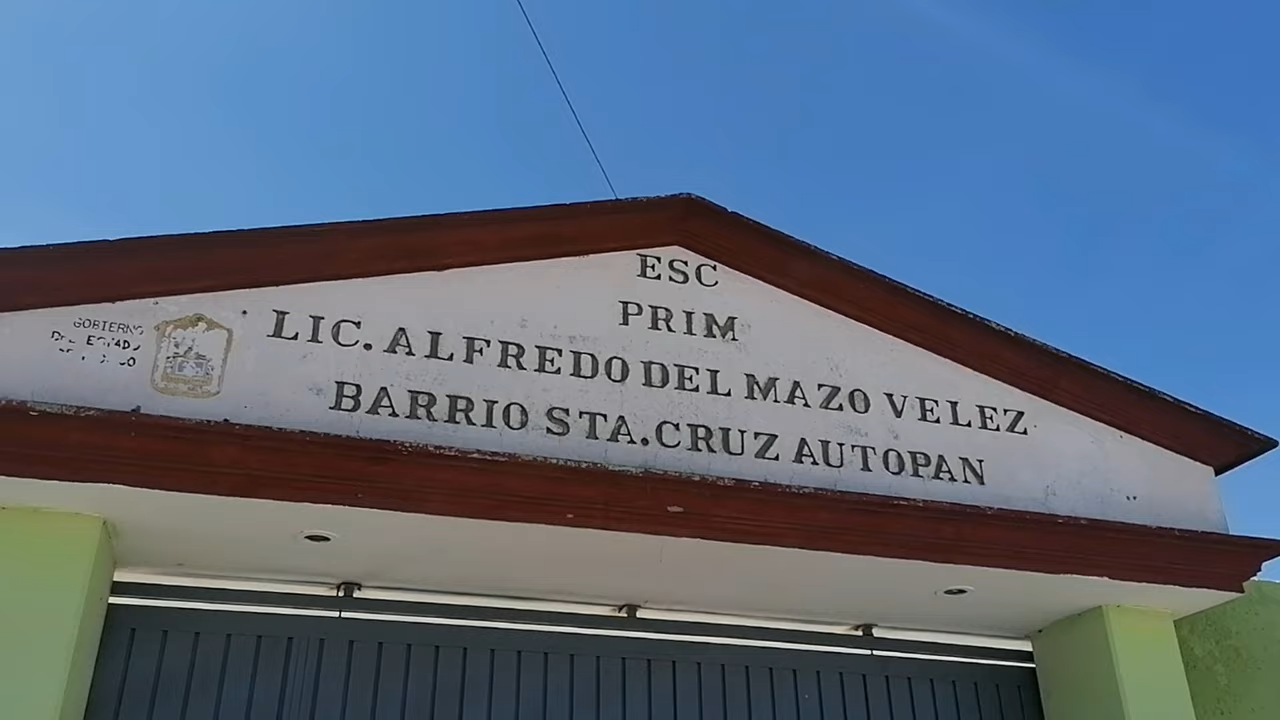 GOBIERNO
ESC
PRIM
LIC. ALFREDO DEL MAZO VELEZ
BARRIO STA. CRUZ AUTOPAN